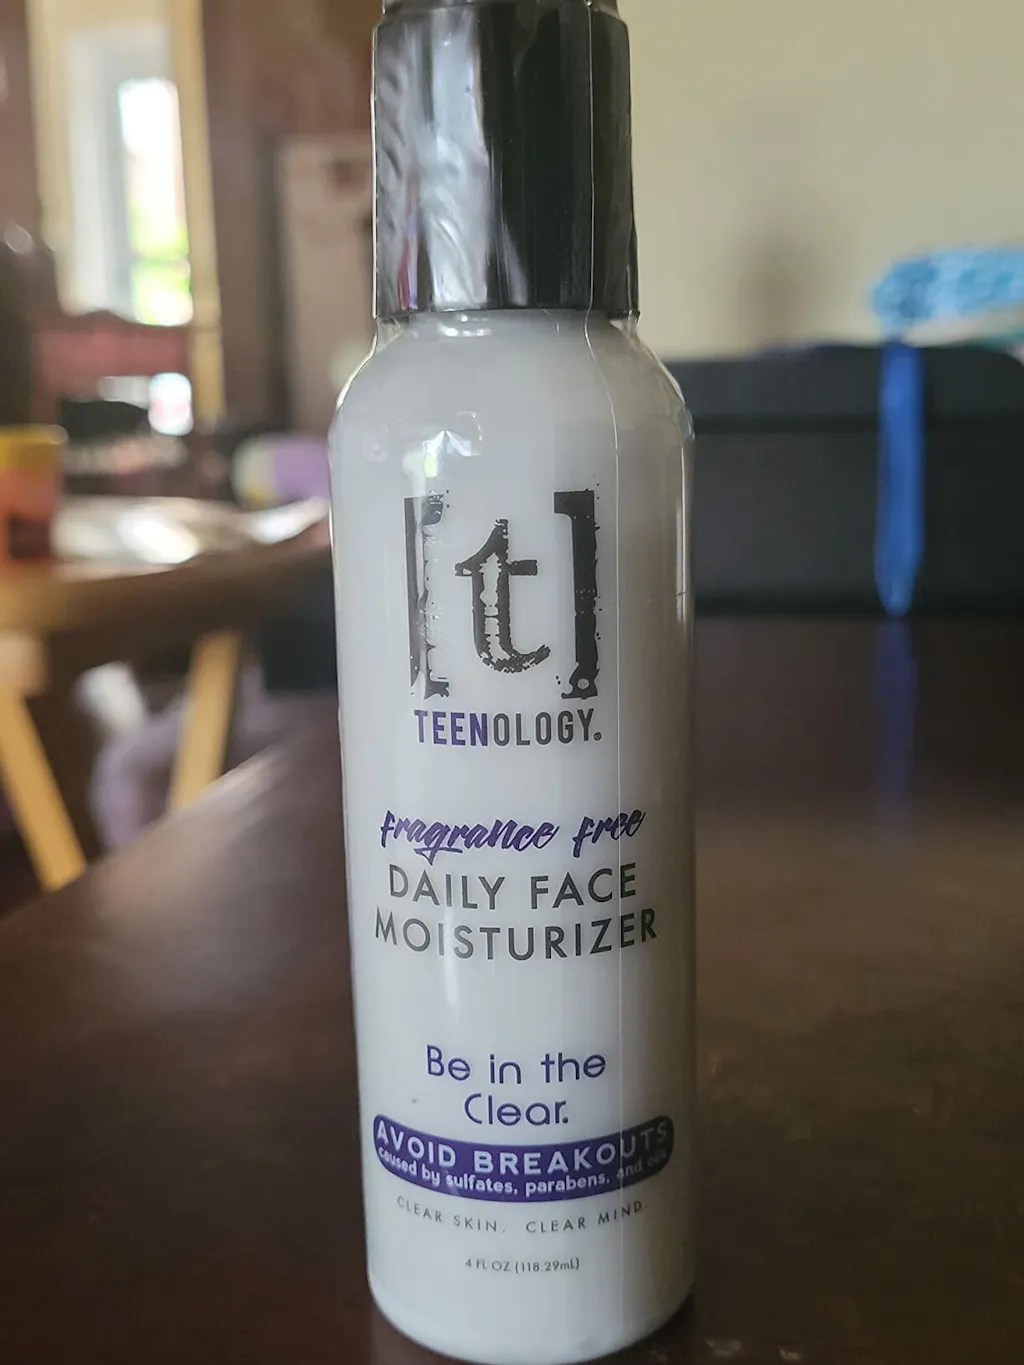 [t]
TEENOLOGY®
fragrance free
DAILY FACE
MOISTURIZER
Be in the
Clear.
AVOID BREAKOUTS
caused by sulfates, parabens, and oils
CLEAR SKIN. CLEAR MIND.
4 FL OZ (118.29mL)